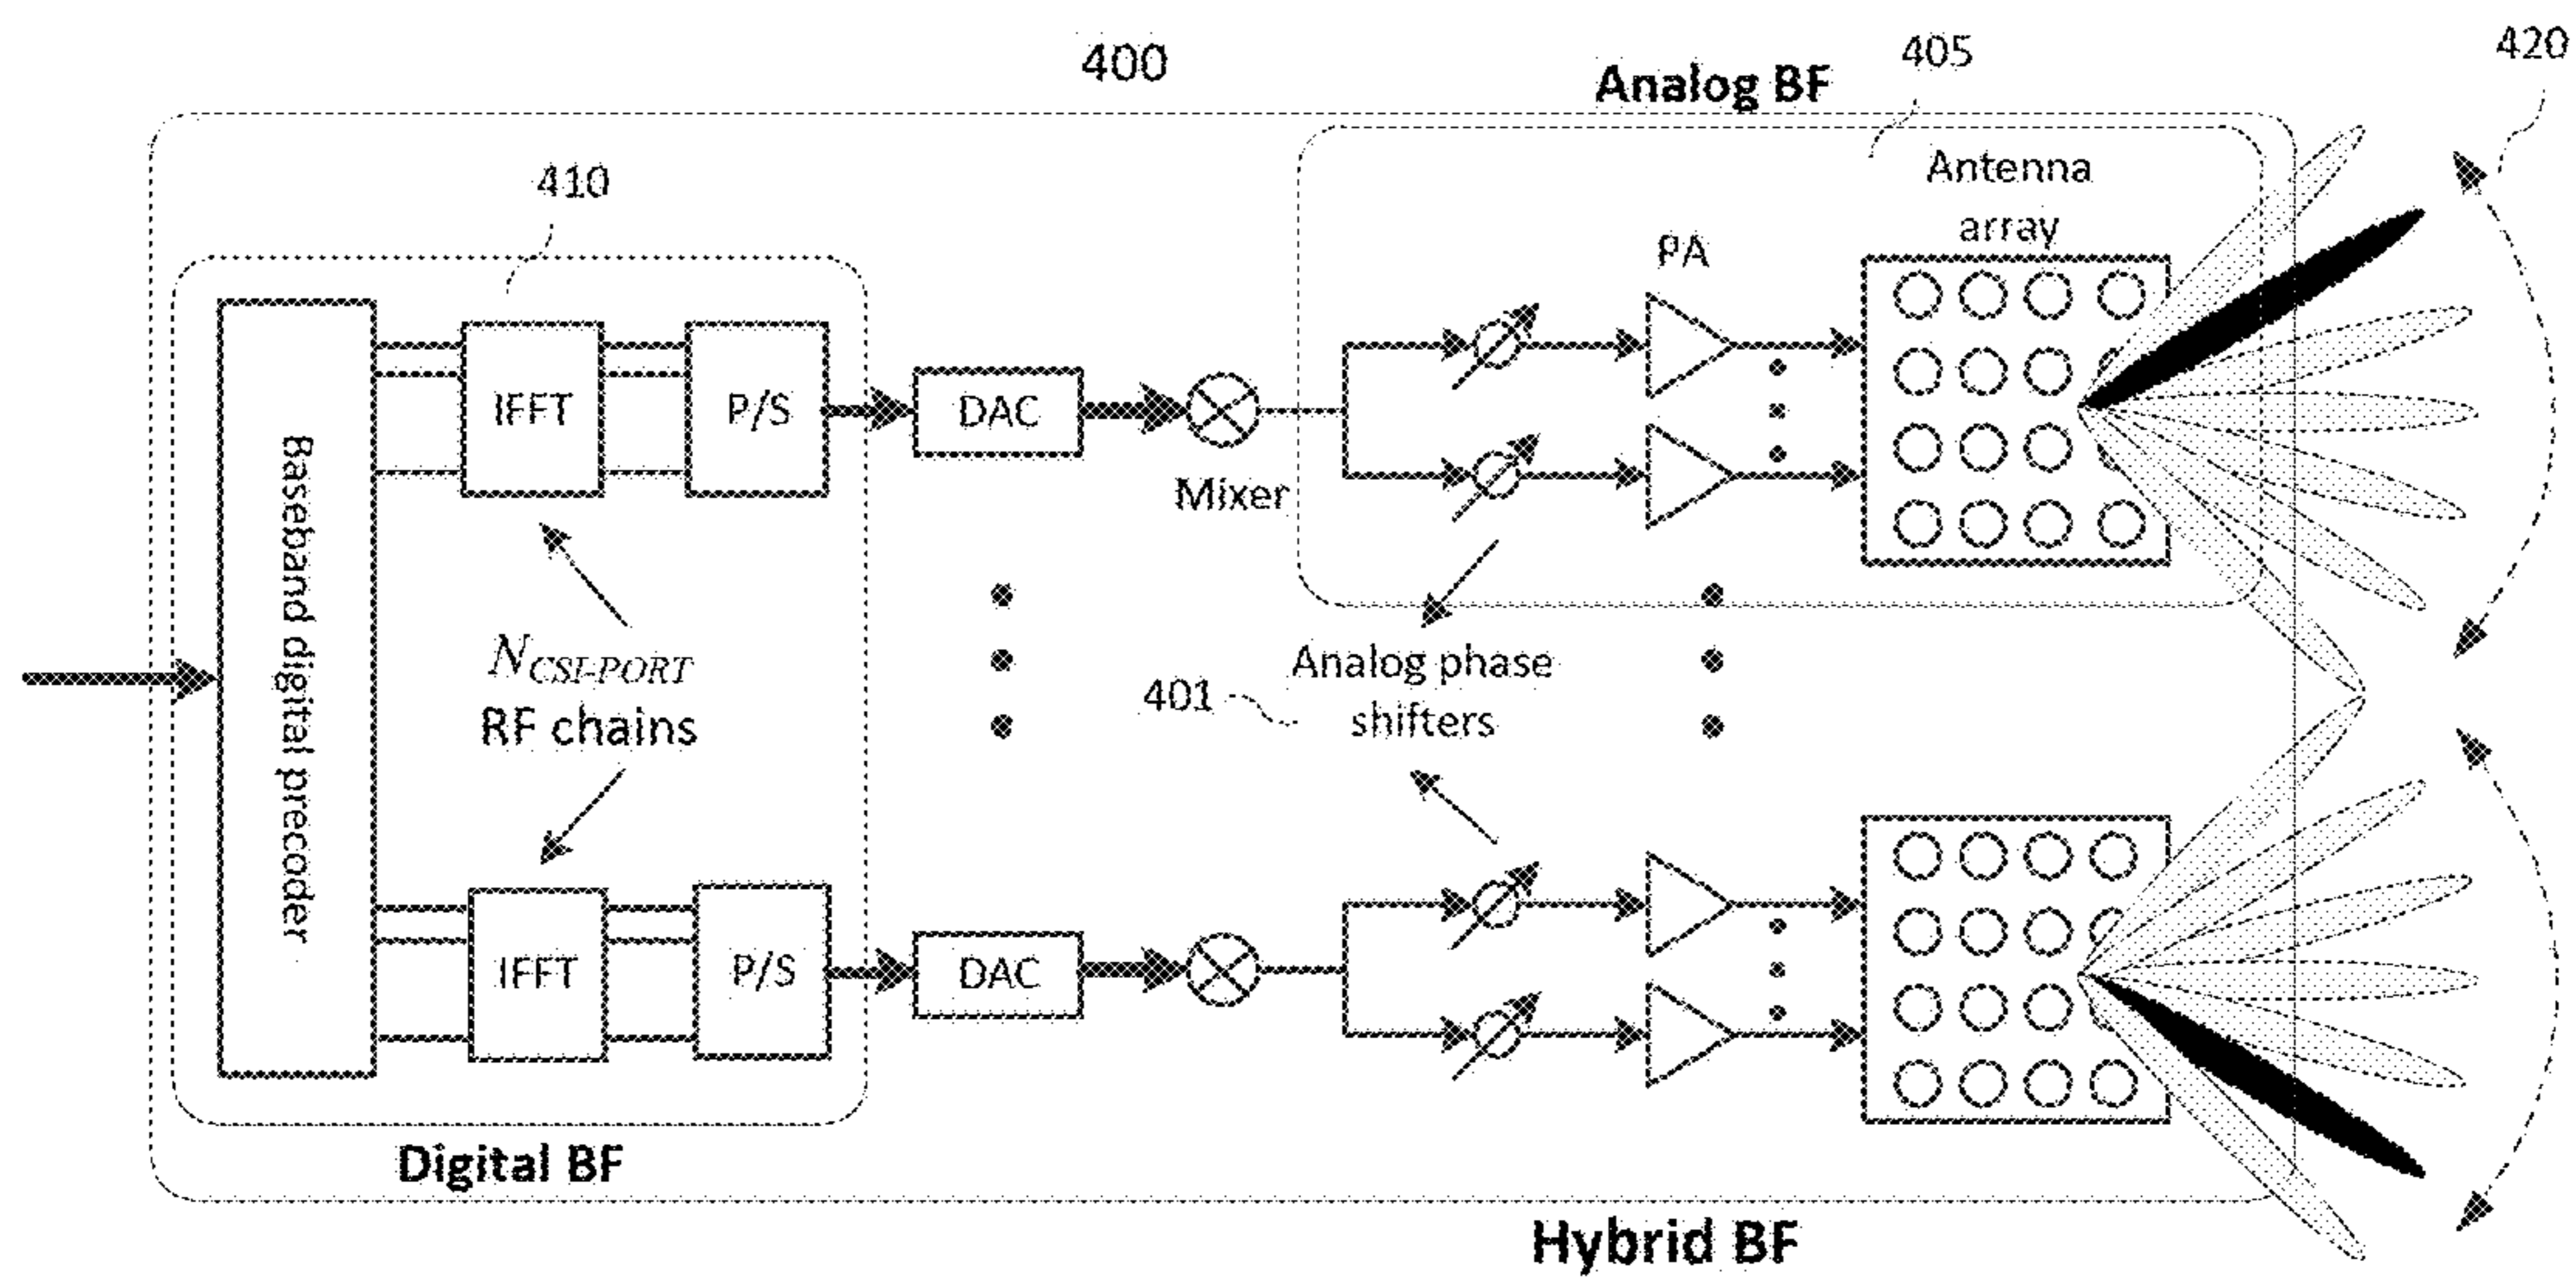 400
Analog BF
405
420
410
Antenna
array
PA
IFFT
P/S
DAC
Mixer
Baseband digital precoder
N_CSI-PORT
RF chains
401
Analog phase
shifters
IFFT
P/S
DAC
Digital BF
Hybrid BF